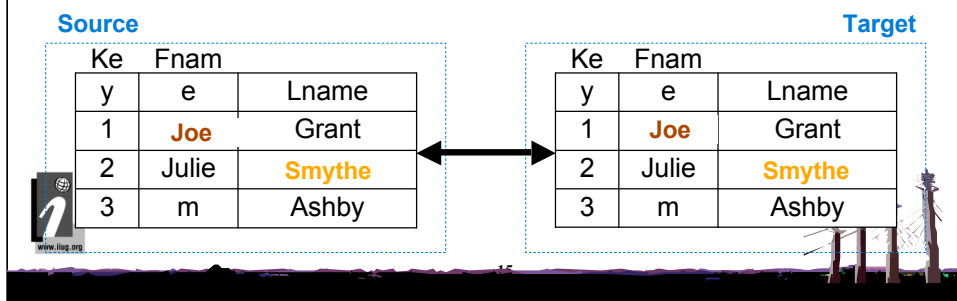 Source Target
Ke Fnam Ke Fnam
y e Lname y e Lname
1 Joe Grant 1 Joe Grant
2 Julie Smythe 2 Julie Smythe
3 m Ashby 3 m Ashby
www.iiug.org
15